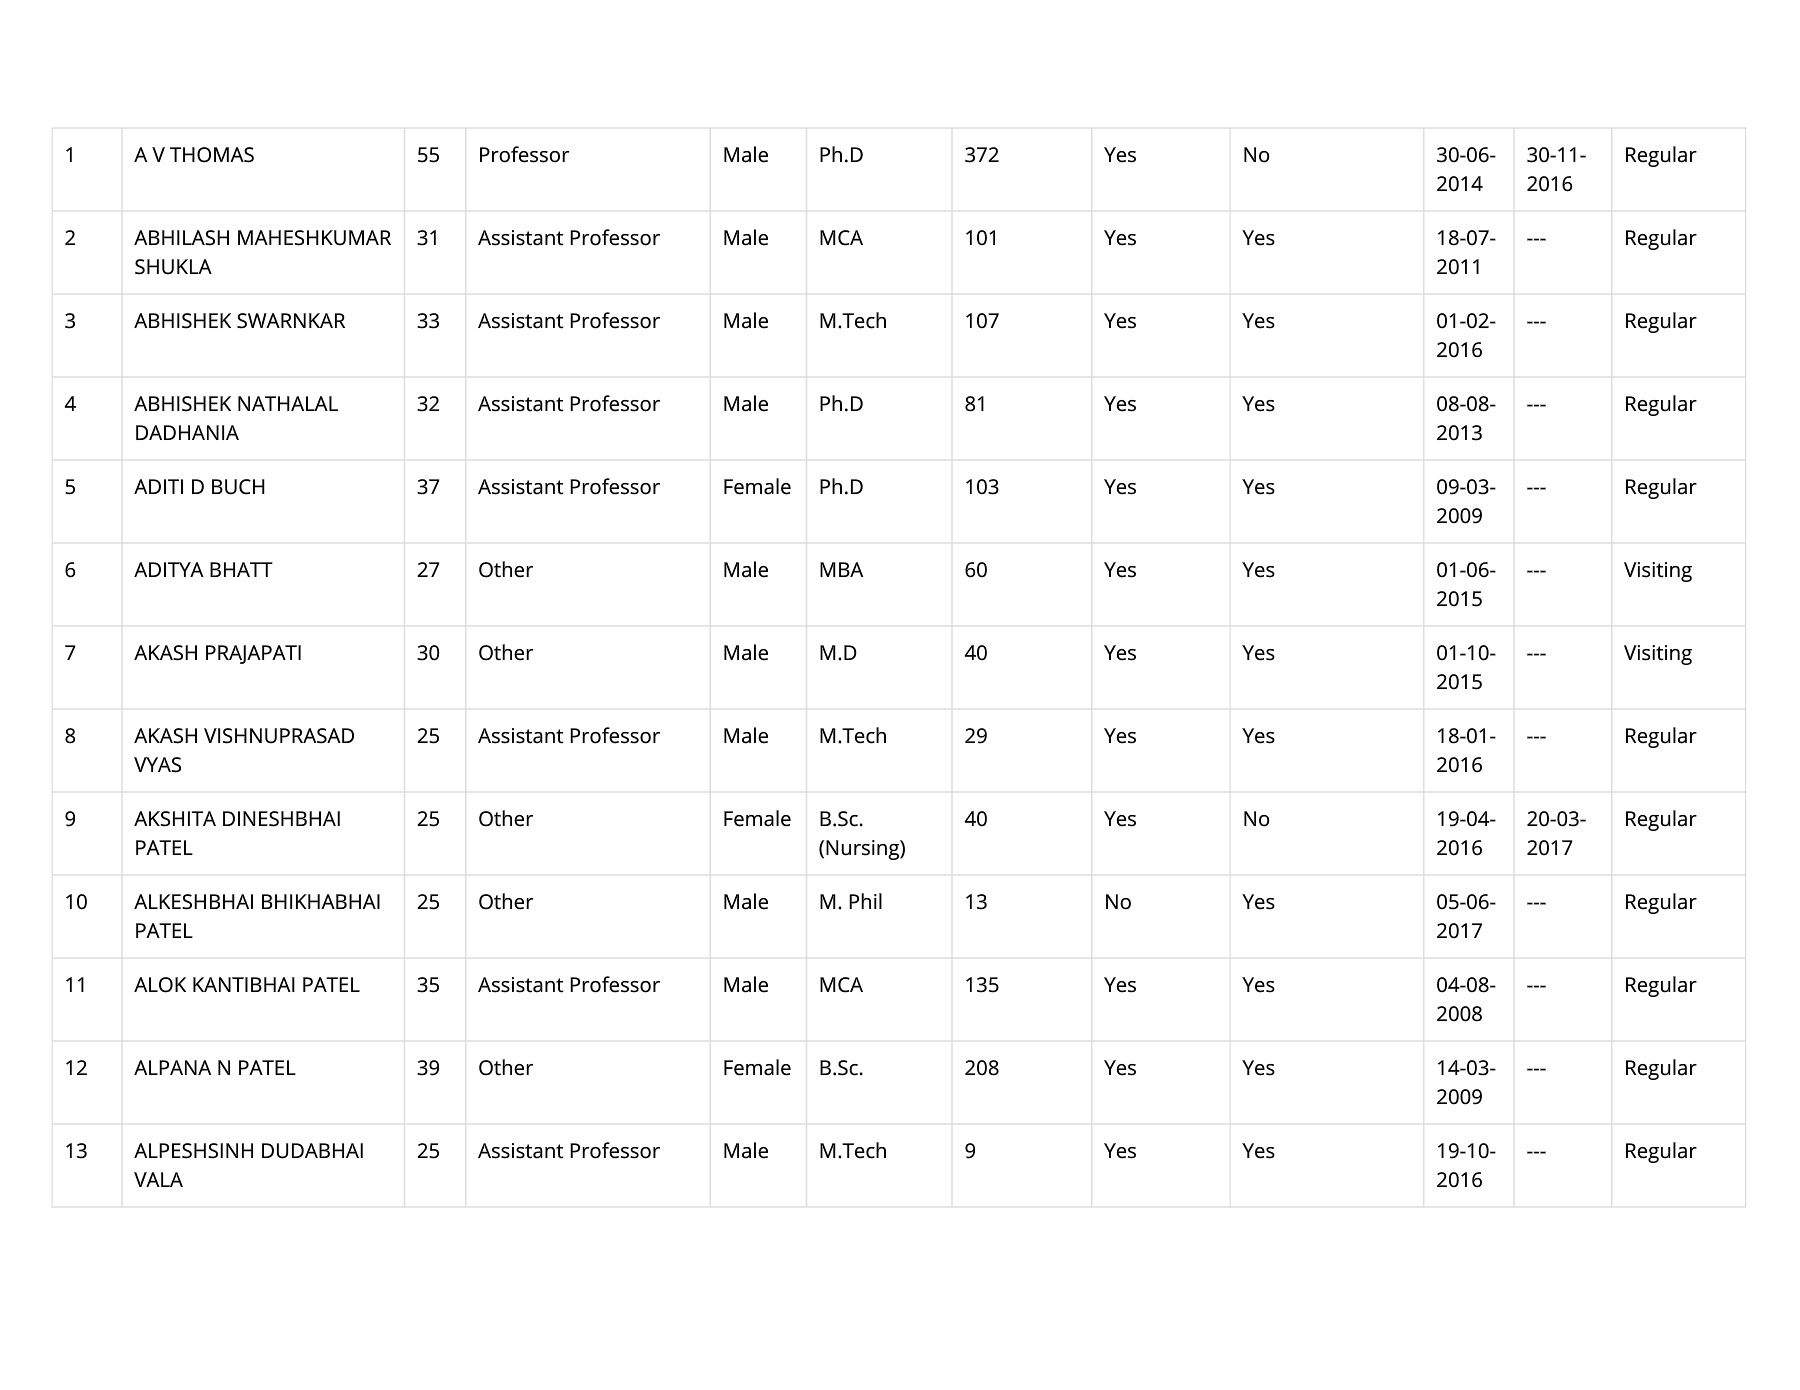 1 A V THOMAS 55 Professor Male Ph.D 372 Yes No 30-06- 30-11- Regular
2014 2016
2 ABHILASH MAHESHKUMAR 31 Assistant Professor Male MCA 101 Yes Yes 18-07- --- Regular
SHUKLA 2011
3 ABHISHEK SWARNKAR 33 Assistant Professor Male M.Tech 107 Yes Yes 01-02- --- Regular
2016
4 ABHISHEK NATHALAL 32 Assistant Professor Male Ph.D 81 Yes Yes 08-08- --- Regular
DADHANIA 2013
5 ADITI D BUCH 37 Assistant Professor Female Ph.D 103 Yes Yes 09-03- --- Regular
2009
6 ADITYA BHATT 27 Other Male MBA 60 Yes Yes 01-06- --- Visiting
2015
7 AKASH PRAJAPATI 30 Other Male M.D 40 Yes Yes 01-10- --- Visiting
2015
8 AKASH VISHNUPRASAD 25 Assistant Professor Male M.Tech 29 Yes Yes 18-01- --- Regular
VYAS 2016
9 AKSHITA DINESHBHAI 25 Other Female B.Sc. 40 Yes No 19-04- 20-03- Regular
PATEL (Nursing) 2016 2017
10 ALKESHBHAI BHIKHABHAI 25 Other Male M. Phil 13 No Yes 05-06- --- Regular
PATEL 2017
11 ALOK KANTIBHAI PATEL 35 Assistant Professor Male MCA 135 Yes Yes 04-08- --- Regular
2008
12 ALPANA N PATEL 39 Other Female B.Sc. 208 Yes Yes 14-03- --- Regular
2009
13 ALPESHSINH DUDABHAI 25 Assistant Professor Male M.Tech 9 Yes Yes 19-10- --- Regular
VALA 2016